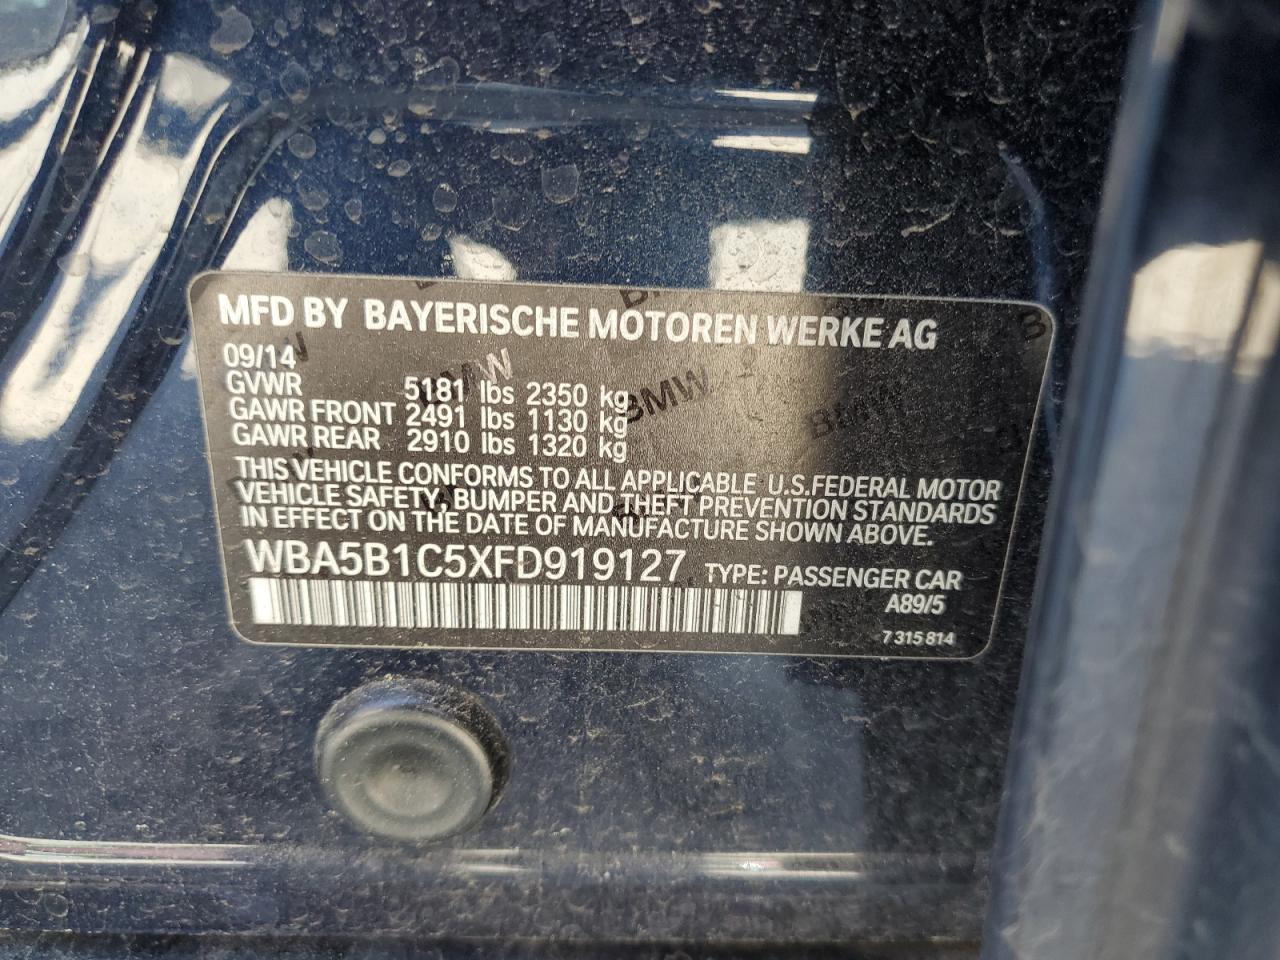 MFD BY BAYERISCHE MOTOREN WERKE AG
09/14
GVWR 5181 lbs 2350 kg
GAWR FRONT 2491 lbs 1130 kg
GAWR REAR 2910 lbs 1320 kg
THIS VEHICLE CONFORMS TO ALL APPLICABLE U.S.FEDERAL MOTOR
VEHICLE SAFETY, BUMPER AND THEFT PREVENTION STANDARDS
IN EFFECT ON THE DATE OF MANUFACTURE SHOWN ABOVE.
WBA5B1C5XFD919127 TYPE: PASSENGER CAR
A89/5
7 315 814
BMW
BMW
BMW